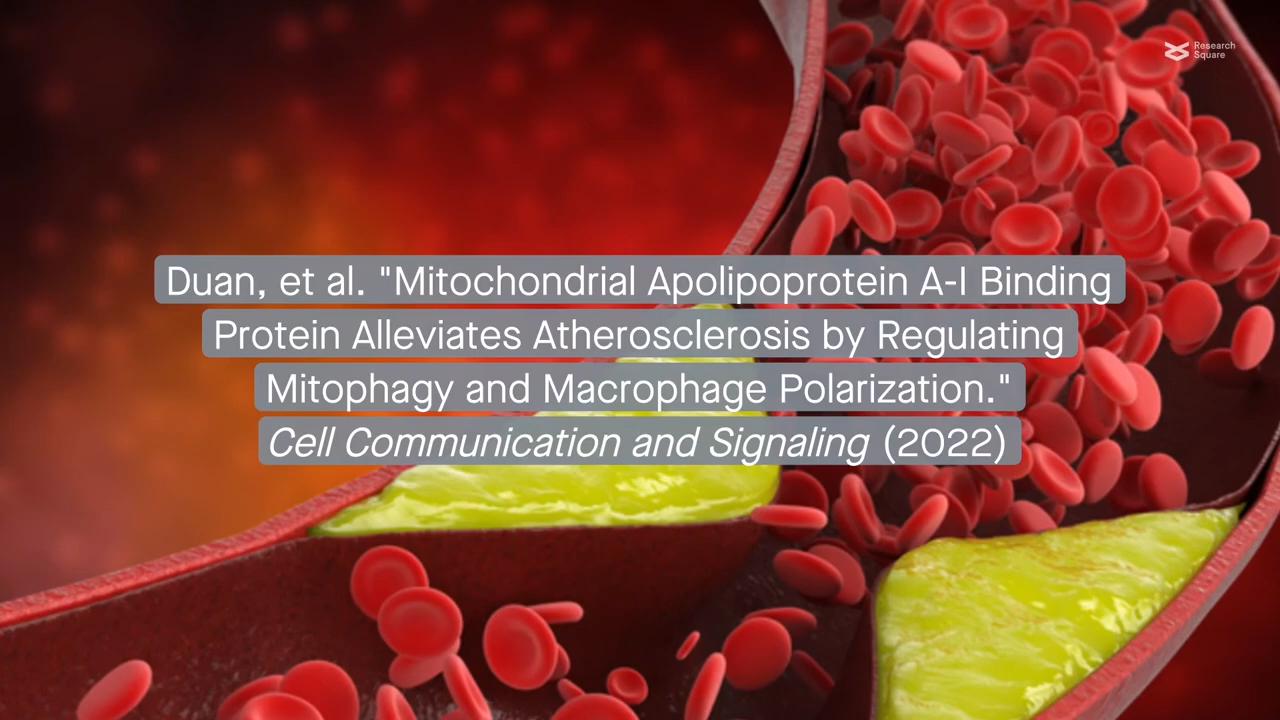 Research
Square
Duan, et al. "Mitochondrial Apolipoprotein A-I Binding
Protein Alleviates Atherosclerosis by Regulating
Mitophagy and Macrophage Polarization."
Cell Communication and Signaling (2022)